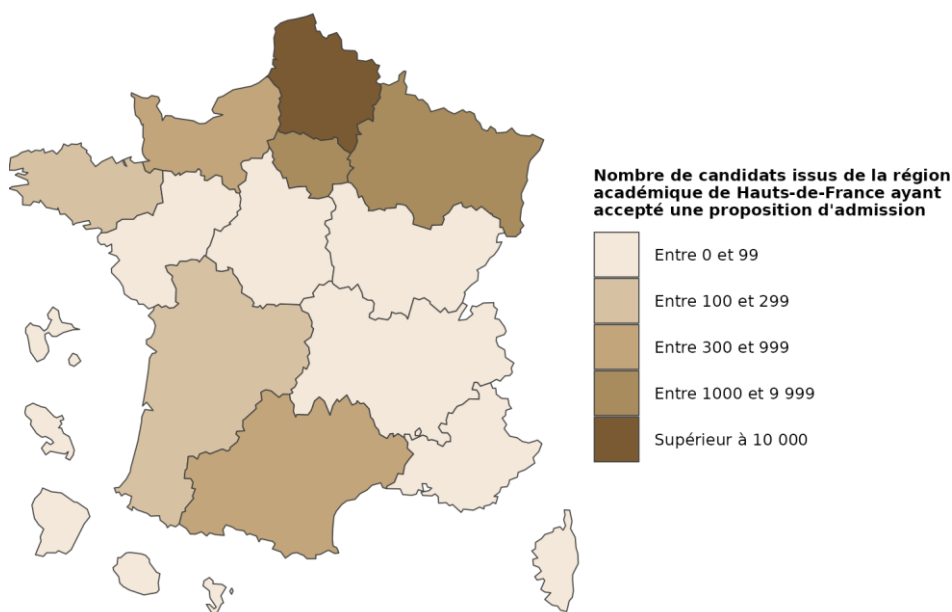 Nombre de candidats issus de la région
académique de Hauts-de-France ayant
accepté une proposition d'admission
Entre 0 et 99
Entre 100 et 299
Entre 300 et 999
Entre 1000 et 9 999
Supérieur à 10 000